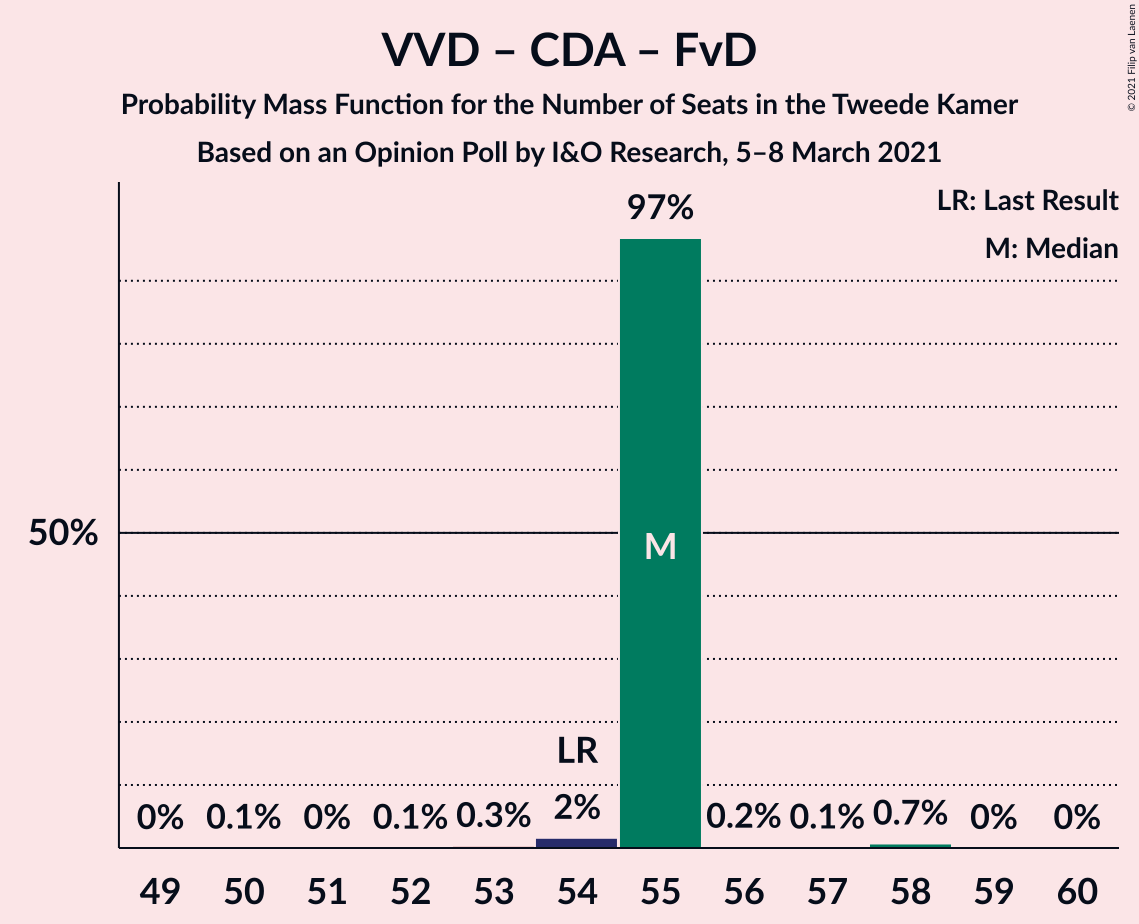 VVD – CDA – FvD
Probability Mass Function for the Number of Seats in the Tweede Kamer
Based on an Opinion Poll by I&O Research, 5–8 March 2021
© 2021 Filip van Laenen
LR: Last Result
M: Median
97%
50%
M
LR
0% 0.1% 0% 0.1% 0.3% 2% 0.2% 0.1% 0.7% 0% 0%
49 50 51 52 53 54 55 56 57 58 59 60